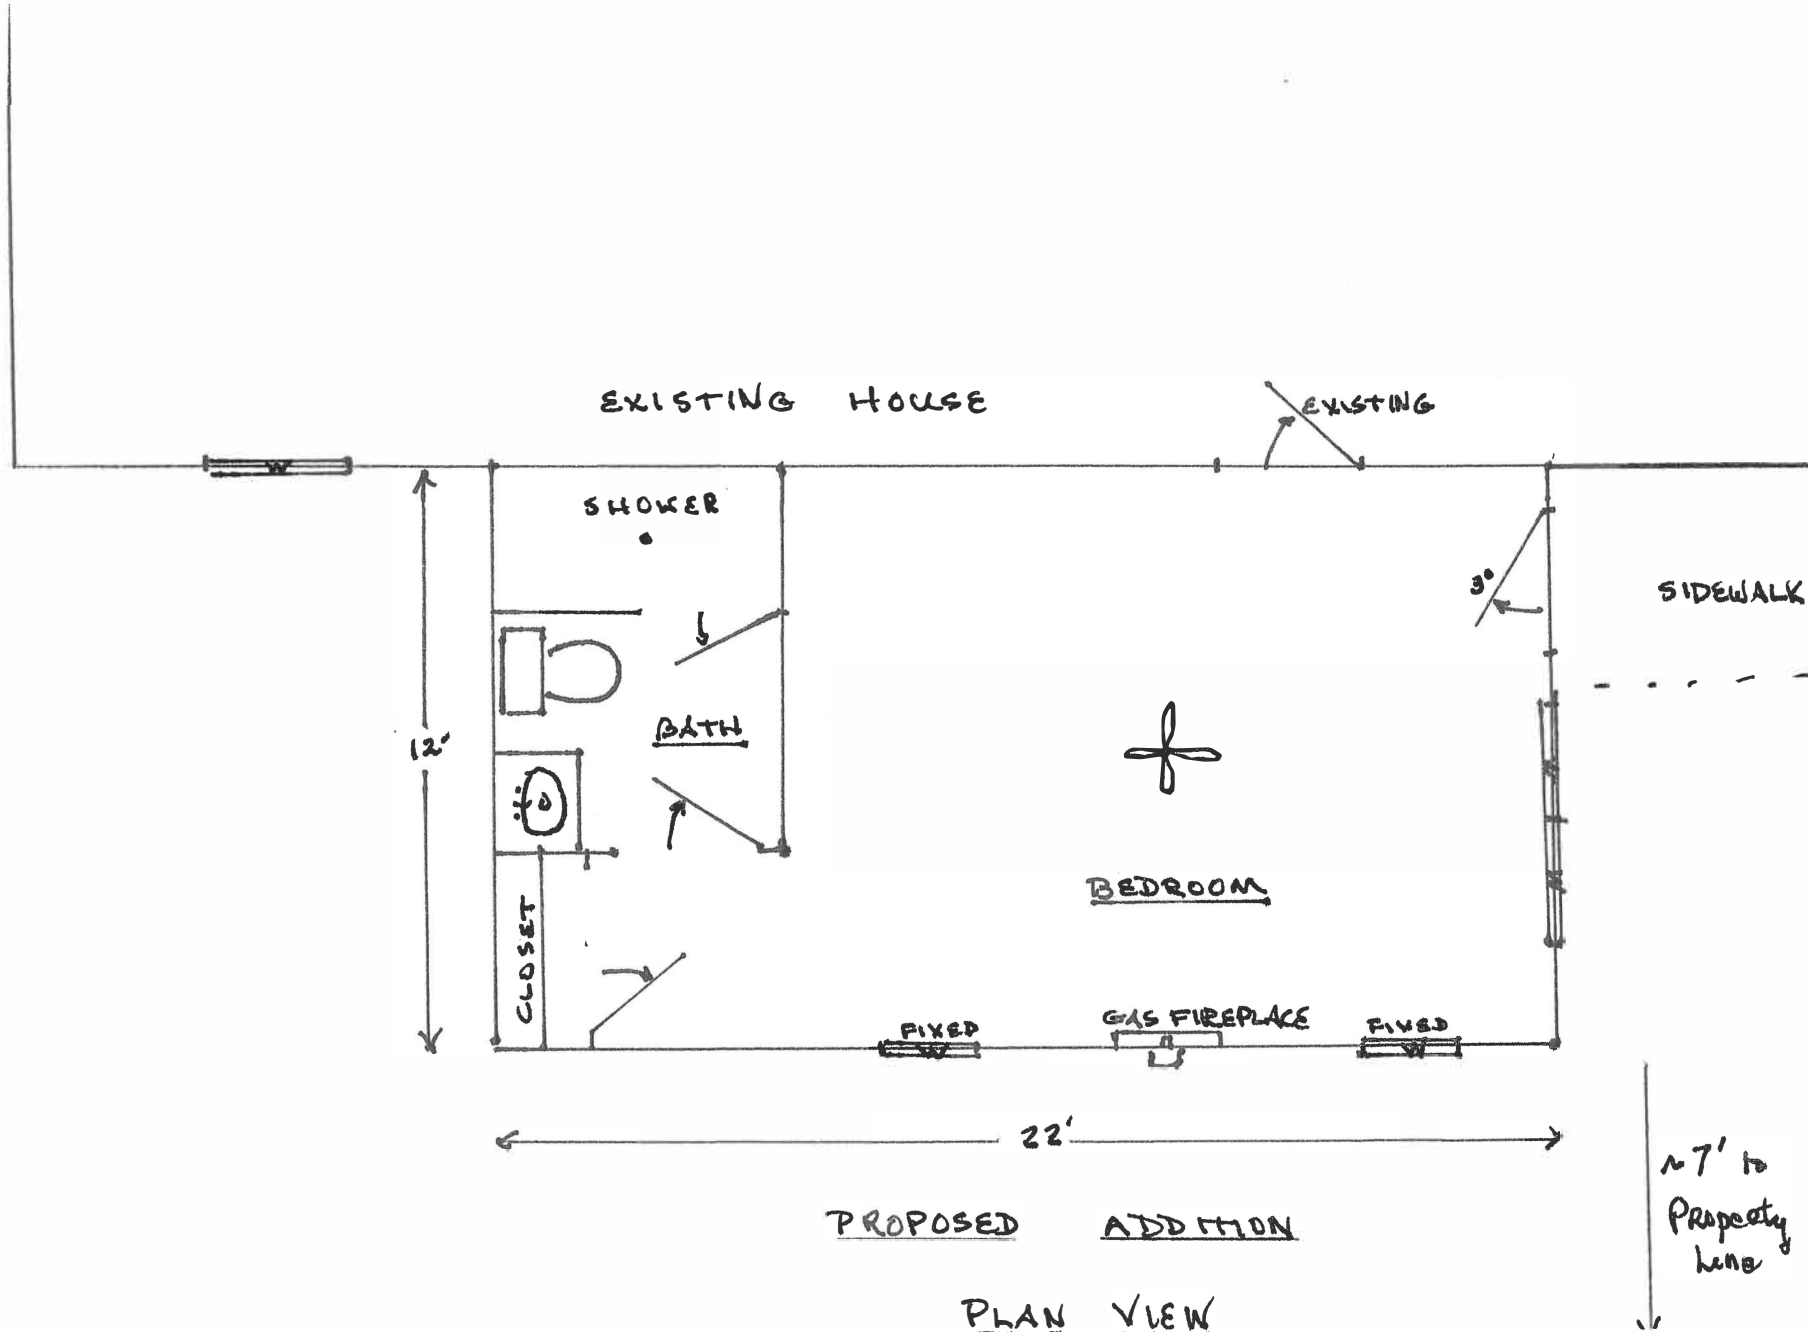 EXISTING HOUSE
EXISTING
W
SHOWER
3°
SIDEWALK
BATH
12'
W
BEDROOM
W
CLOSET
FIXED
GAS FIREPLACE
FIXED
W
W
22'
~7' to
Property
Line
PROPOSED ADDITION
PLAN VIEW